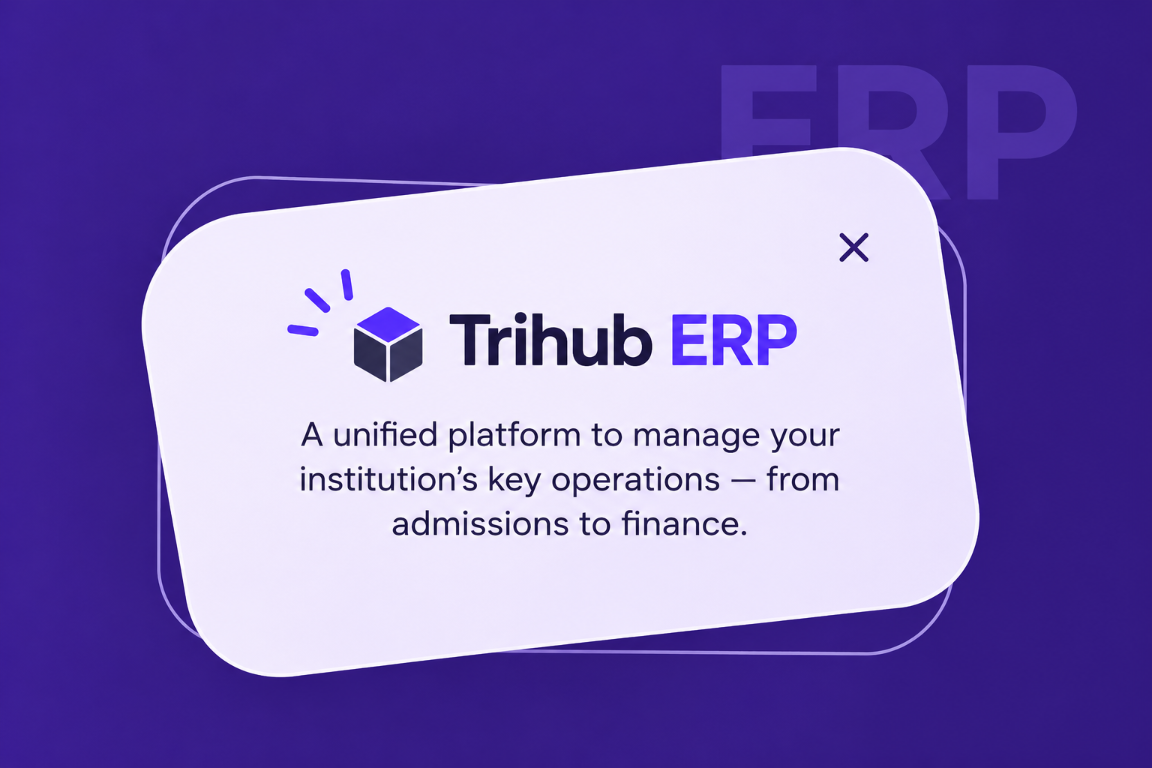 ERP
Trihub ERP
A unified platform to manage your
institution’s key operations — from
admissions to finance.